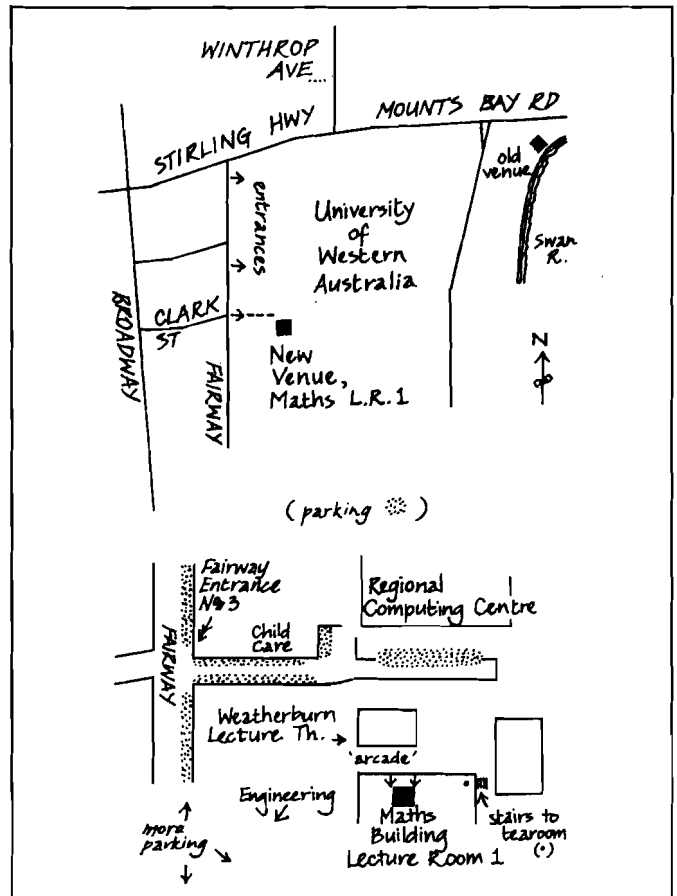 WINTHROP
AVE....
MOUNTS BAY RD
STIRLING HWY
old
venue
entrances
University
of
Western
Australia
Swan
R.
BROADWAY
CLARK
ST
FAIRWAY
New
Venue,
Maths L.R.1
N
(parking )
Fairway
Entrance
No 3
Regional
Computing Centre
Child
Care
FAIRWAY
Weatherburn
Lecture Th.
'arcade'
Engineering
more
parking
Maths
Building
Lecture Room 1
stairs to
tearoom
(•)